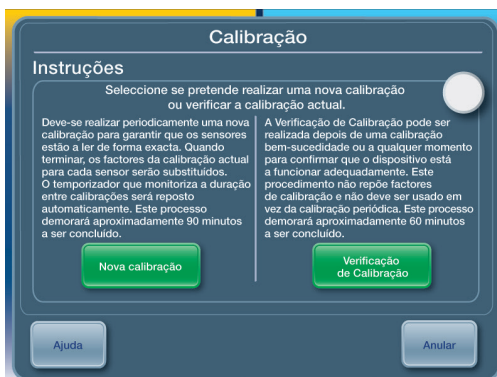 Calibração
Instruções
Seleccione se pretende realizar uma nova calibração
ou verificar a calibração actual.
Deve-se realizar periodicamente uma nova
calibração para garantir que os sensores
estão a ler de forma exacta. Quando
terminar, os factores da calibração actual
para cada sensor serão substituídos.
O temporizador que monitoriza a duração
entre calibrações será reposto
automaticamente. Este processo
demorará aproximadamente 90 minutos
a ser concluído.
Nova calibração
A Verificação de Calibração pode ser
realizada depois de uma calibração
bem-sucedidade ou a qualquer momento
para confirmar que o dispositivo está
a funcionar adequadamente. Este
procedimento não repõe factores
de calibração e não deve ser usado em
vez da calibração periódica. Este processo
demorará aproximadamente 60 minutos
a ser concluído.
Verificação
de Calibração
Ajuda
Anular